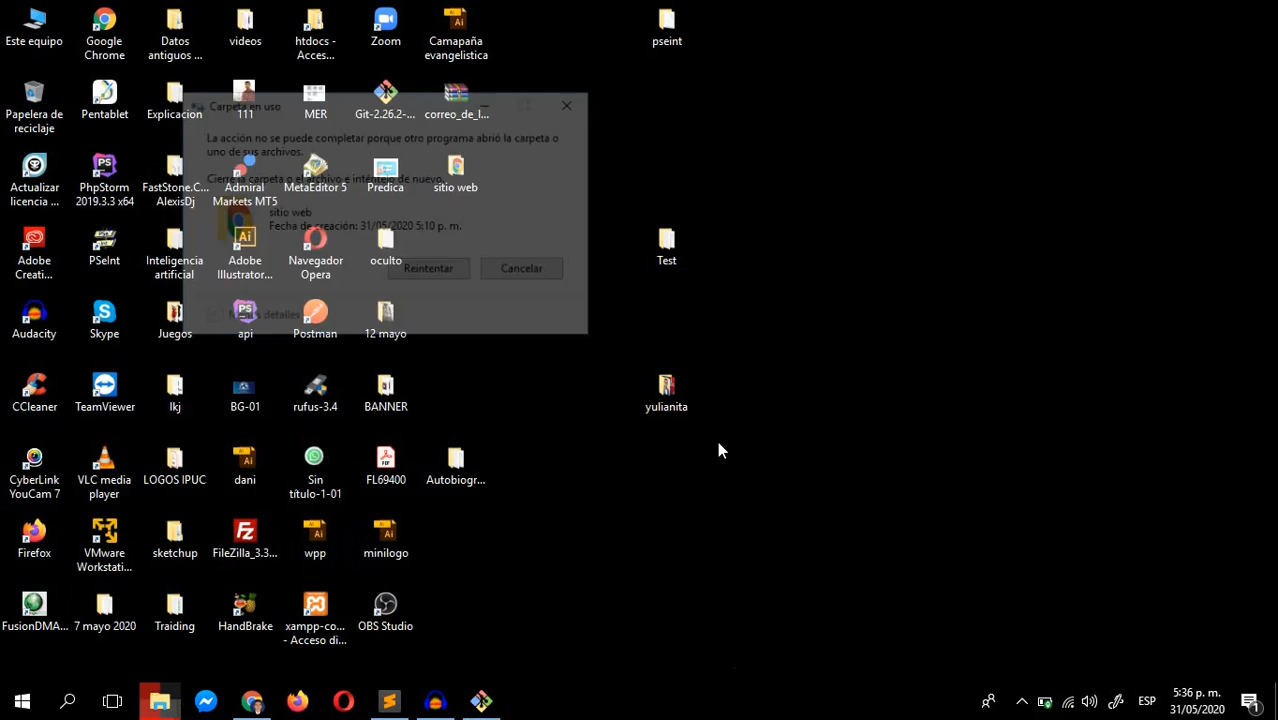 Este equipo
Google
Chrome
Datos
antiguos ...
videos
htdocs -
Acces...
Zoom
Camapaña
evangelistica
pseint
Papelera de
reciclaje
Pentablet
Explicacion
111
MER
Git-2.26.2-...
correo_de_l...
Carpeta en uso
La acción no se puede completar porque otro programa abrió la carpeta o
uno de sus archivos.
Cierre la carpeta o el archivo e inténtelo de nuevo.
sitio web
Fecha de creación: 31/05/2020 5:10 p. m.
Reintentar
Cancelar
detalles
Actualizar
licencia ...
PhpStorm
2019.3.3 x64
FastStone.C...
AlexisDj
Admiral
Markets MT5
MetaEditor 5
Predica
sitio web
Adobe
Creati...
PSeInt
Inteligencia
artificial
Adobe
Illustrator...
Navegador
Opera
oculto
Test
Audacity
Skype
Juegos
api
Postman
12 mayo
CCleaner
TeamViewer
lkj
BG-01
rufus-3.4
BANNER
yulianita
CyberLink
YouCam 7
VLC media
player
LOGOS IPUC
dani
Sin
título-1-01
FL69400
Autobiogr...
Firefox
VMware
Workstati...
sketchup
FileZilla_3.3...
wpp
minilogo
FusionDMA...
7 mayo 2020
Traiding
HandBrake
xampp-co...
- Acceso di...
OBS Studio
ESP
5:36 p. m.
31/05/2020
1